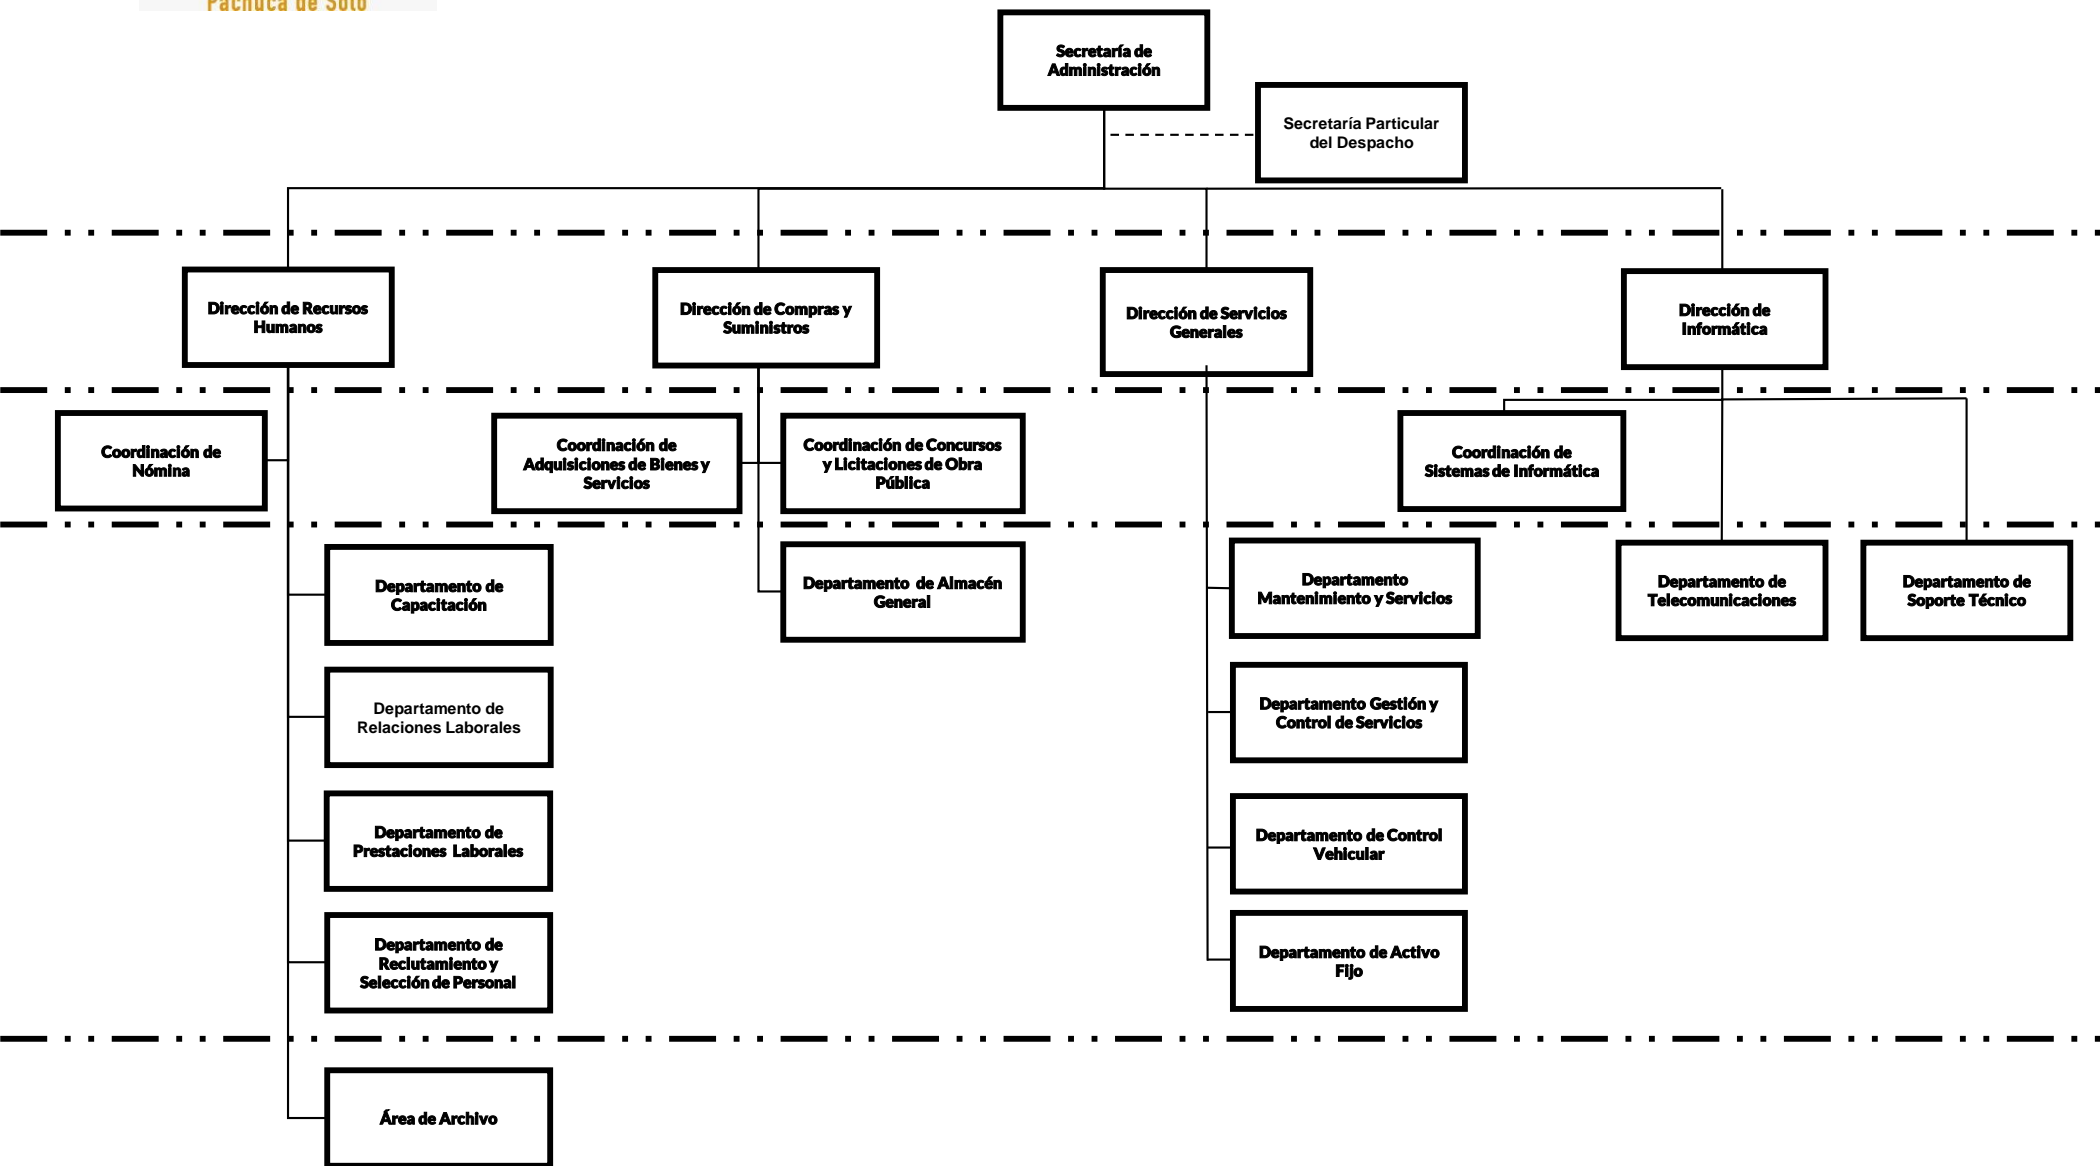 Pachuca de Soto
Secretaría de
Administración
Secretaría Particular
del Despacho
Dirección de Recursos
Humanos
Dirección de Compras y
Suministros
Dirección de Servicios
Generales
Dirección de
Informática
Coordinación de
Nómina
Coordinación de
Adquisiciones de Bienes y
Servicios
Coordinación de Concursos
y Licitaciones de Obra
Pública
Coordinación de
Sistemas de Informática
Departamento de
Capacitación
Departamento de Almacén
General
Departamento
Mantenimiento y Servicios
Departamento de
Telecomunicaciones
Departamento de
Soporte Técnico
Departamento de
Relaciones Laborales
Departamento Gestión y
Control de Servicios
Departamento de
Prestaciones Laborales
Departamento de Control
Vehicular
Departamento de
Reclutamiento y
Selección de Personal
Departamento de Activo
Fijo
Área de Archivo